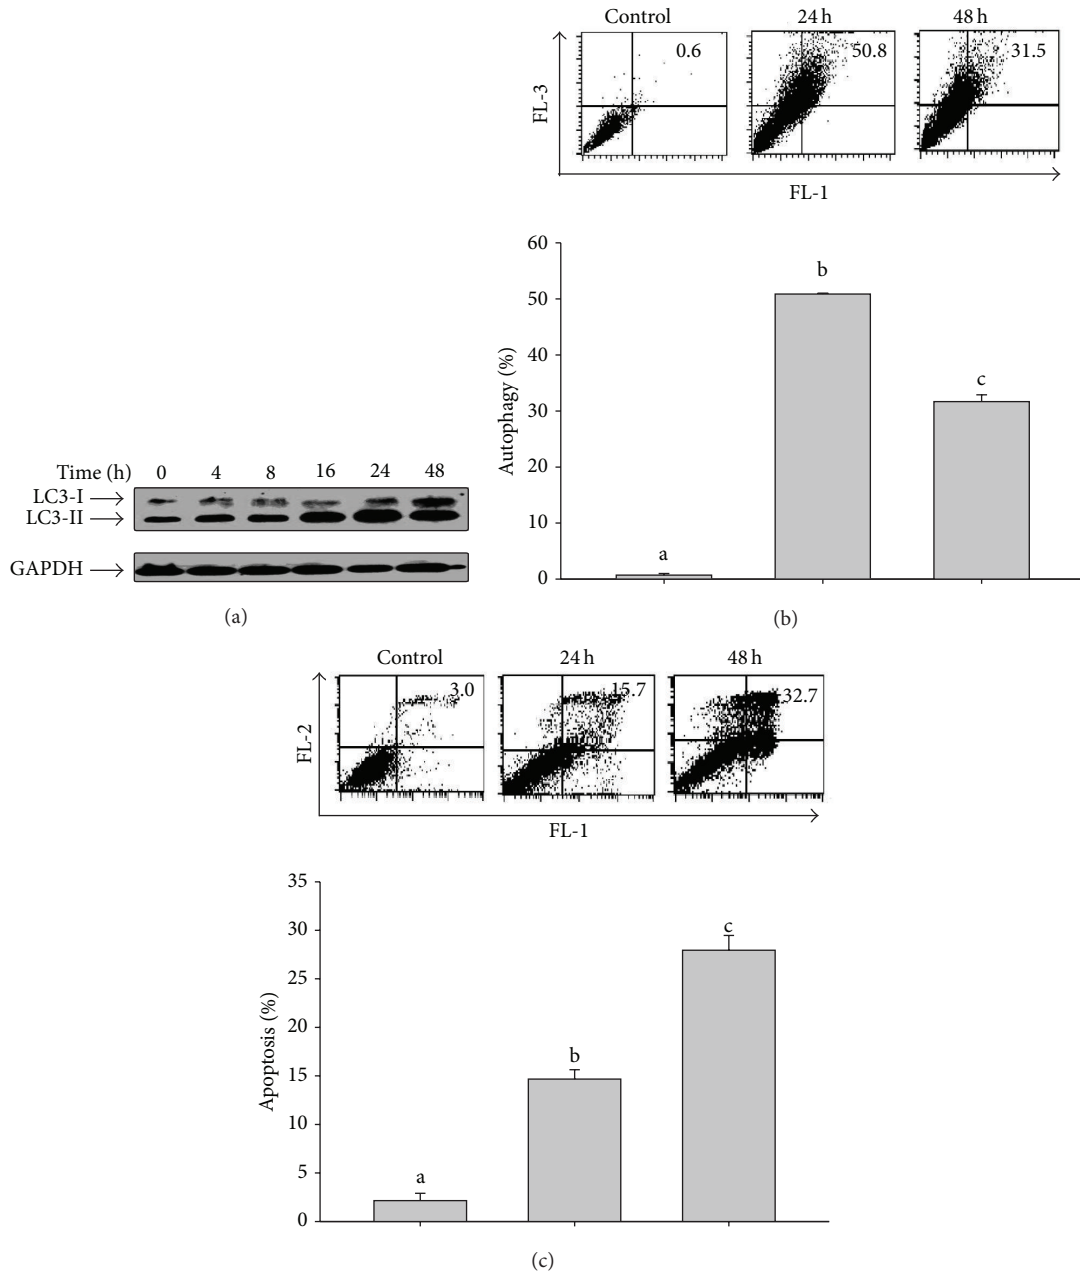 Control 24 h 48 h
0.6 50.8 31.5
FL-3
FL-1
60
50
40
30
20
10
0
Autophagy (%)
a b c
(b)
Time (h) 0 4 8 16 24 48
LC3-I
LC3-II
GAPDH
(a)
Control 24 h 48 h
3.0 15.7 32.7
FL-2
FL-1
35
30
25
20
15
10
5
0
Apoptosis (%)
a b c
(c)